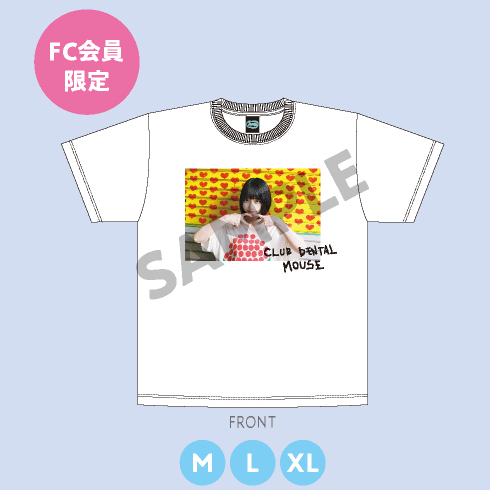 FC会員
限定
SAMPLE
CLUB DENTAL
MOUSE
FRONT
M L XL